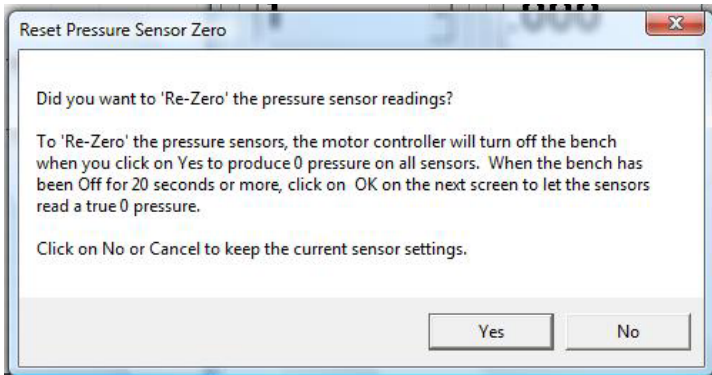 Reset Pressure Sensor Zero
Did you want to 'Re-Zero' the pressure sensor readings?
To 'Re-Zero' the pressure sensors, the motor controller will turn off the bench
when you click on Yes to produce 0 pressure on all sensors.  When the bench has
been Off for 20 seconds or more, click on  OK on the next screen to let the sensors
read a true 0 pressure.
Click on No or Cancel to keep the current sensor settings.
Yes
No